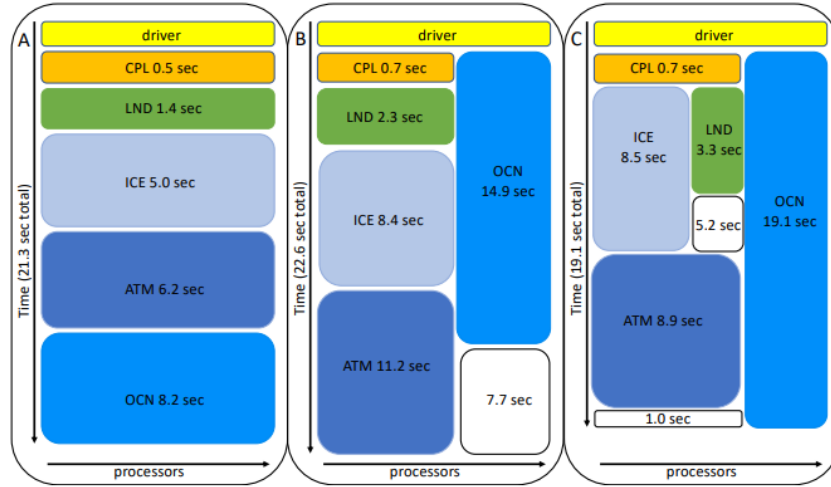 A
driver
CPL 0.5 sec
LND 1.4 sec
ICE 5.0 sec
ATM 6.2 sec
OCN 8.2 sec
Time (21.3 sec total)
processors
B
driver
CPL 0.7 sec
LND 2.3 sec
ICE 8.4 sec
ATM 11.2 sec
OCN
14.9 sec
7.7 sec
Time (22.6 sec total)
processors
C
driver
CPL 0.7 sec
ICE
8.5 sec
LND
3.3 sec
5.2 sec
OCN
19.1 sec
ATM 8.9 sec
1.0 sec
Time (19.1 sec total)
processors